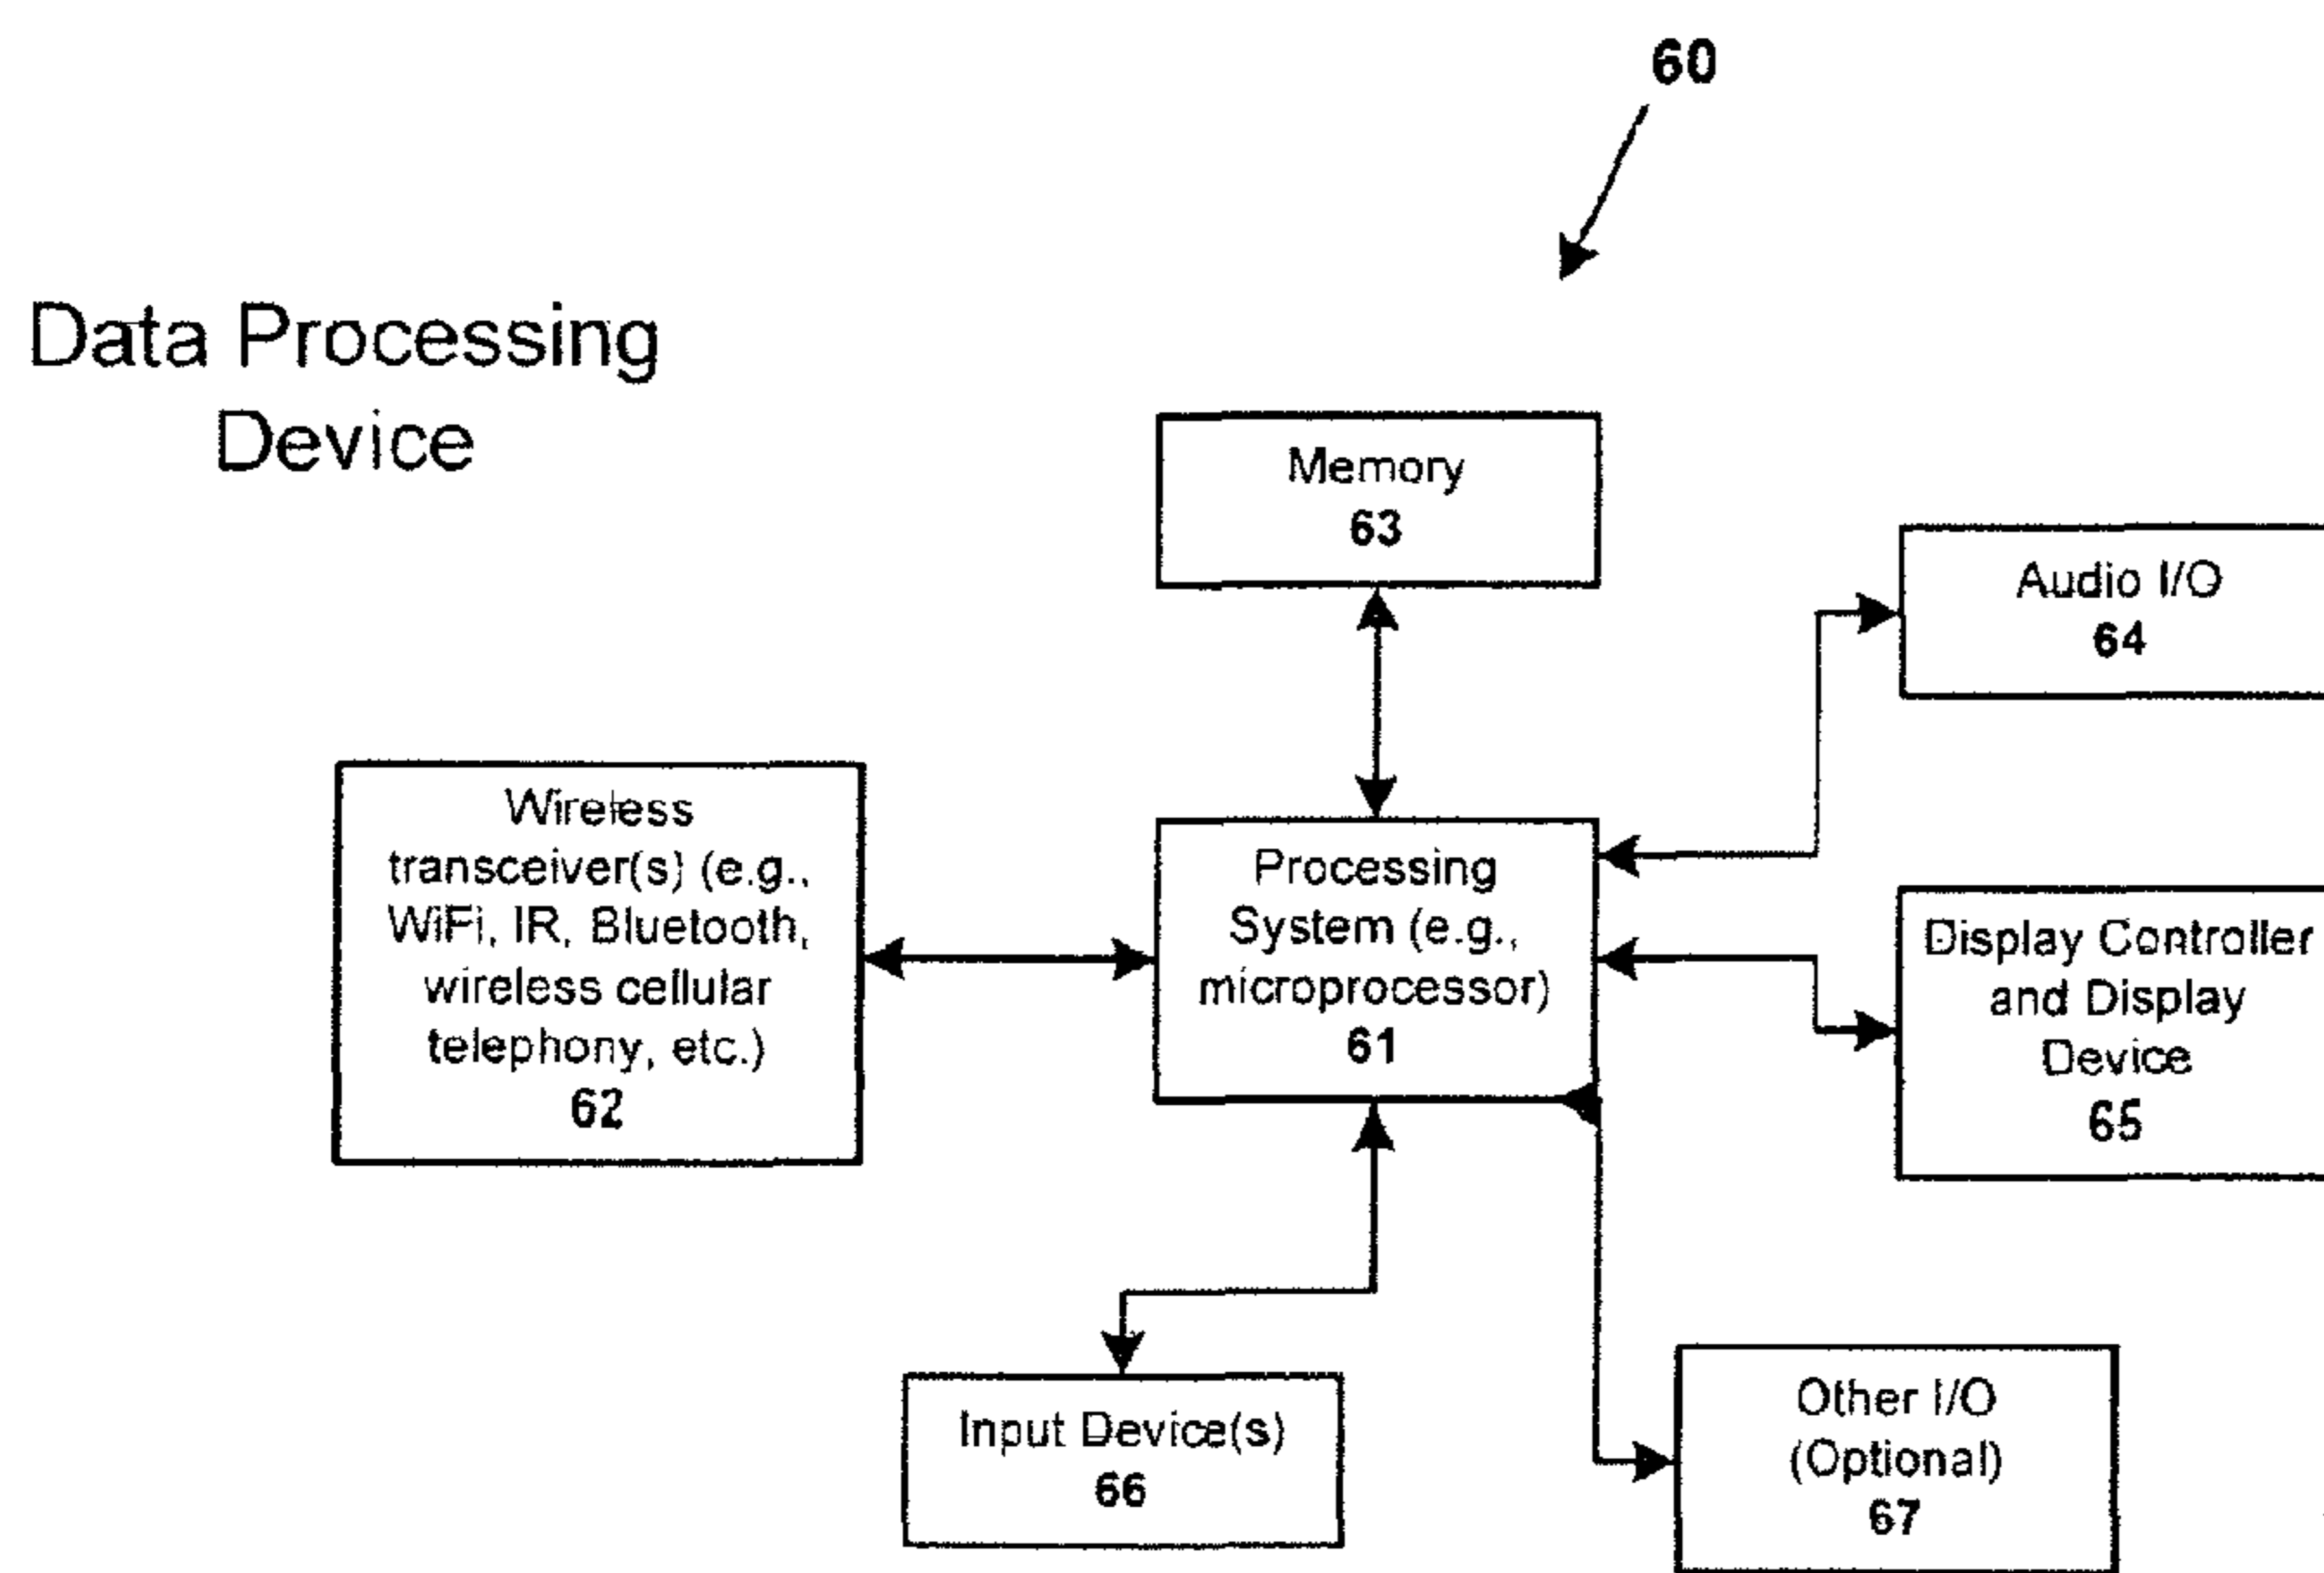 60
Data Processing
Device
Memory
63
Audio I/O
64
Wireless
transceiver(s) (e.g.,
WiFi, IR, Bluetooth,
wireless cellular
telephony, etc.)
62
Processing
System (e.g.,
microprocessor)
61
Display Controller
and Display
Device
65
Input Device(s)
66
Other I/O
(Optional)
67